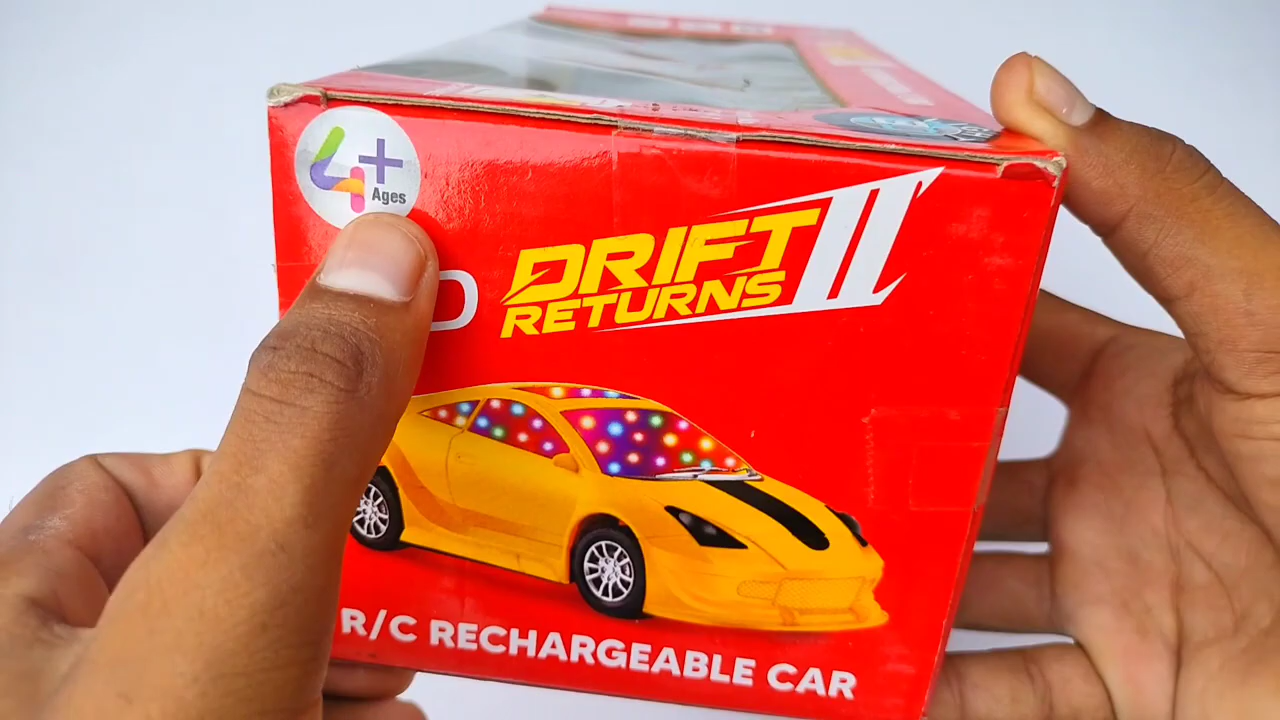 4+
Ages
D
DRIFT II
RETURNS
R/C RECHARGEABLE CAR